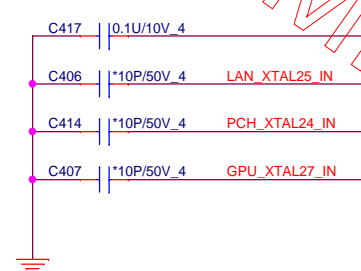 C417 0.1U/10V_4
C406 *10P/50V_4 LAN_XTAL25_IN
C414 *10P/50V_4 PCH_XTAL24_IN
C407 *10P/50V_4 GPU_XTAL27_IN